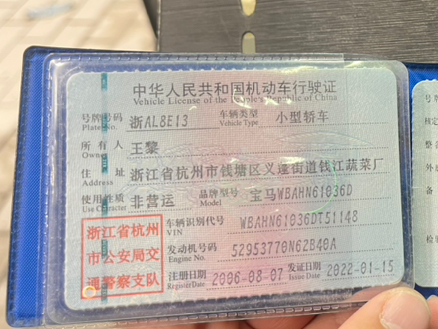 中华人民共和国机动车行驶证
Vehicle License of the People's Republic of China
号牌号码 浙AL8E13 车辆类型 小型轿车
Plate No. Vehicle Type
所有人 王黎
Owner
住址 浙江省杭州市钱塘区义蓬街道钱江蔬菜厂
Address
使用性质 非营运 品牌型号 宝马WBAHN61036D
Use Character Model
浙江省杭州
市公安局交
通警察支队
车辆识别代号 WBAHN61036DT51148
VIN
发动机号码 52953770N62B40A
Engine No.
注册日期 2006-08-07 发证日期 2022-01-15
Register Date Issue Date
号